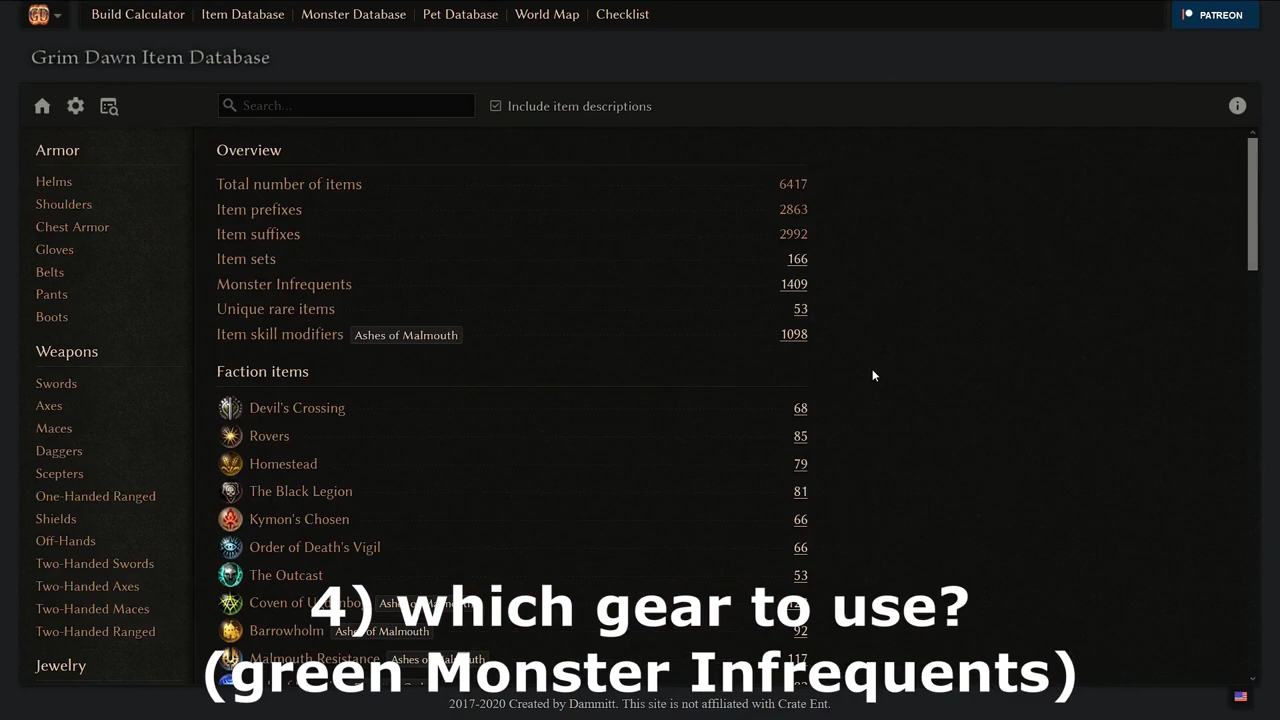 Build Calculator
Item Database
Monster Database
Pet Database
World Map
Checklist
PATREON
Grim Dawn Item Database
Search...
Include item descriptions
Armor
Helms
Shoulders
Chest Armor
Gloves
Belts
Pants
Boots
Weapons
Swords
Axes
Maces
Daggers
Scepters
One-Handed Ranged
Shields
Off-Hands
Two-Handed Swords
Two-Handed Axes
Two-Handed Maces
Two-Handed Ranged
Jewelry
Overview
Total number of items 6417
Item prefixes 2863
Item suffixes 2992
Item sets 166
Monster Infrequents 1409
Unique rare items 53
Item skill modifiers Ashes of Malmouth 1098
Faction items
Devil's Crossing 68
Rovers 85
Homestead 79
The Black Legion 81
Kymon's Chosen 66
Order of Death's Vigil 66
The Outcast 53
Coven of
Barrowholm Ashes of Malmouth 92
Malmouth Resistance Ashes of Malmouth 117
4) which gear to use?
(green Monster Infrequents)
2017-2020 Created by Dammitt. This site is not affiliated with Crate Ent.